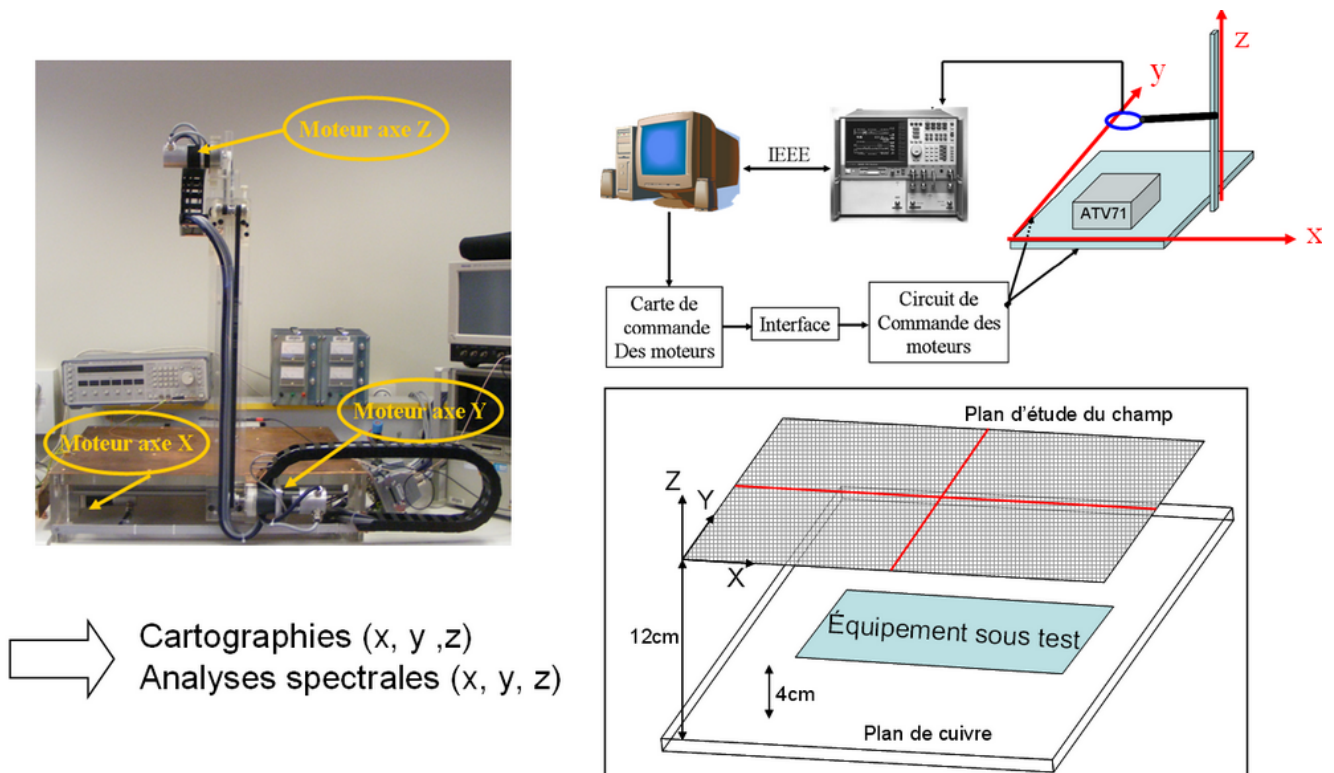 Moteur axe Z
Moteur axe Y
Moteur axe X
Cartographies (x, y ,z)
Analyses spectrales (x, y, z)
IEEE
z
y
x
ATV71
Carte de
commande
Des moteurs
Interface
Circuit de
Commande des
moteurs
Plan d'étude du champ
Z
Y
X
12cm
Équipement sous test
4cm
Plan de cuivre